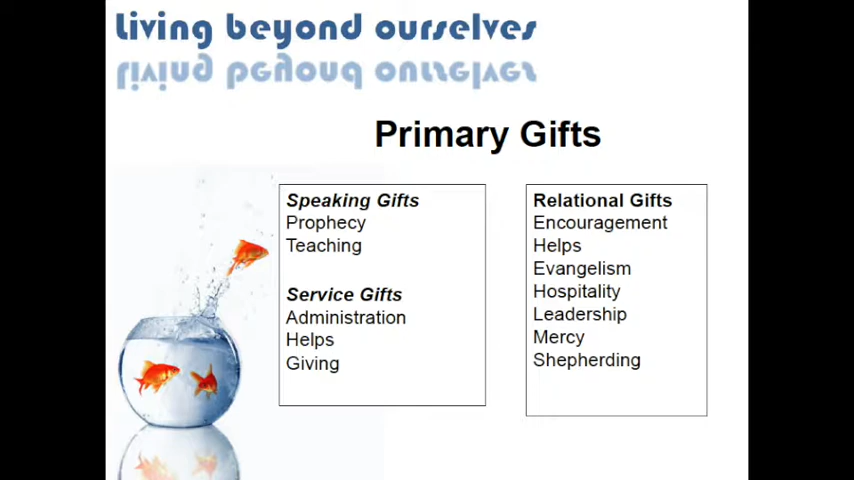 Living beyond ourselves
Primary Gifts
Speaking Gifts
Prophecy
Teaching
Service Gifts
Administration
Helps
Giving
Relational Gifts
Encouragement
Helps
Evangelism
Hospitality
Leadership
Mercy
Shepherding